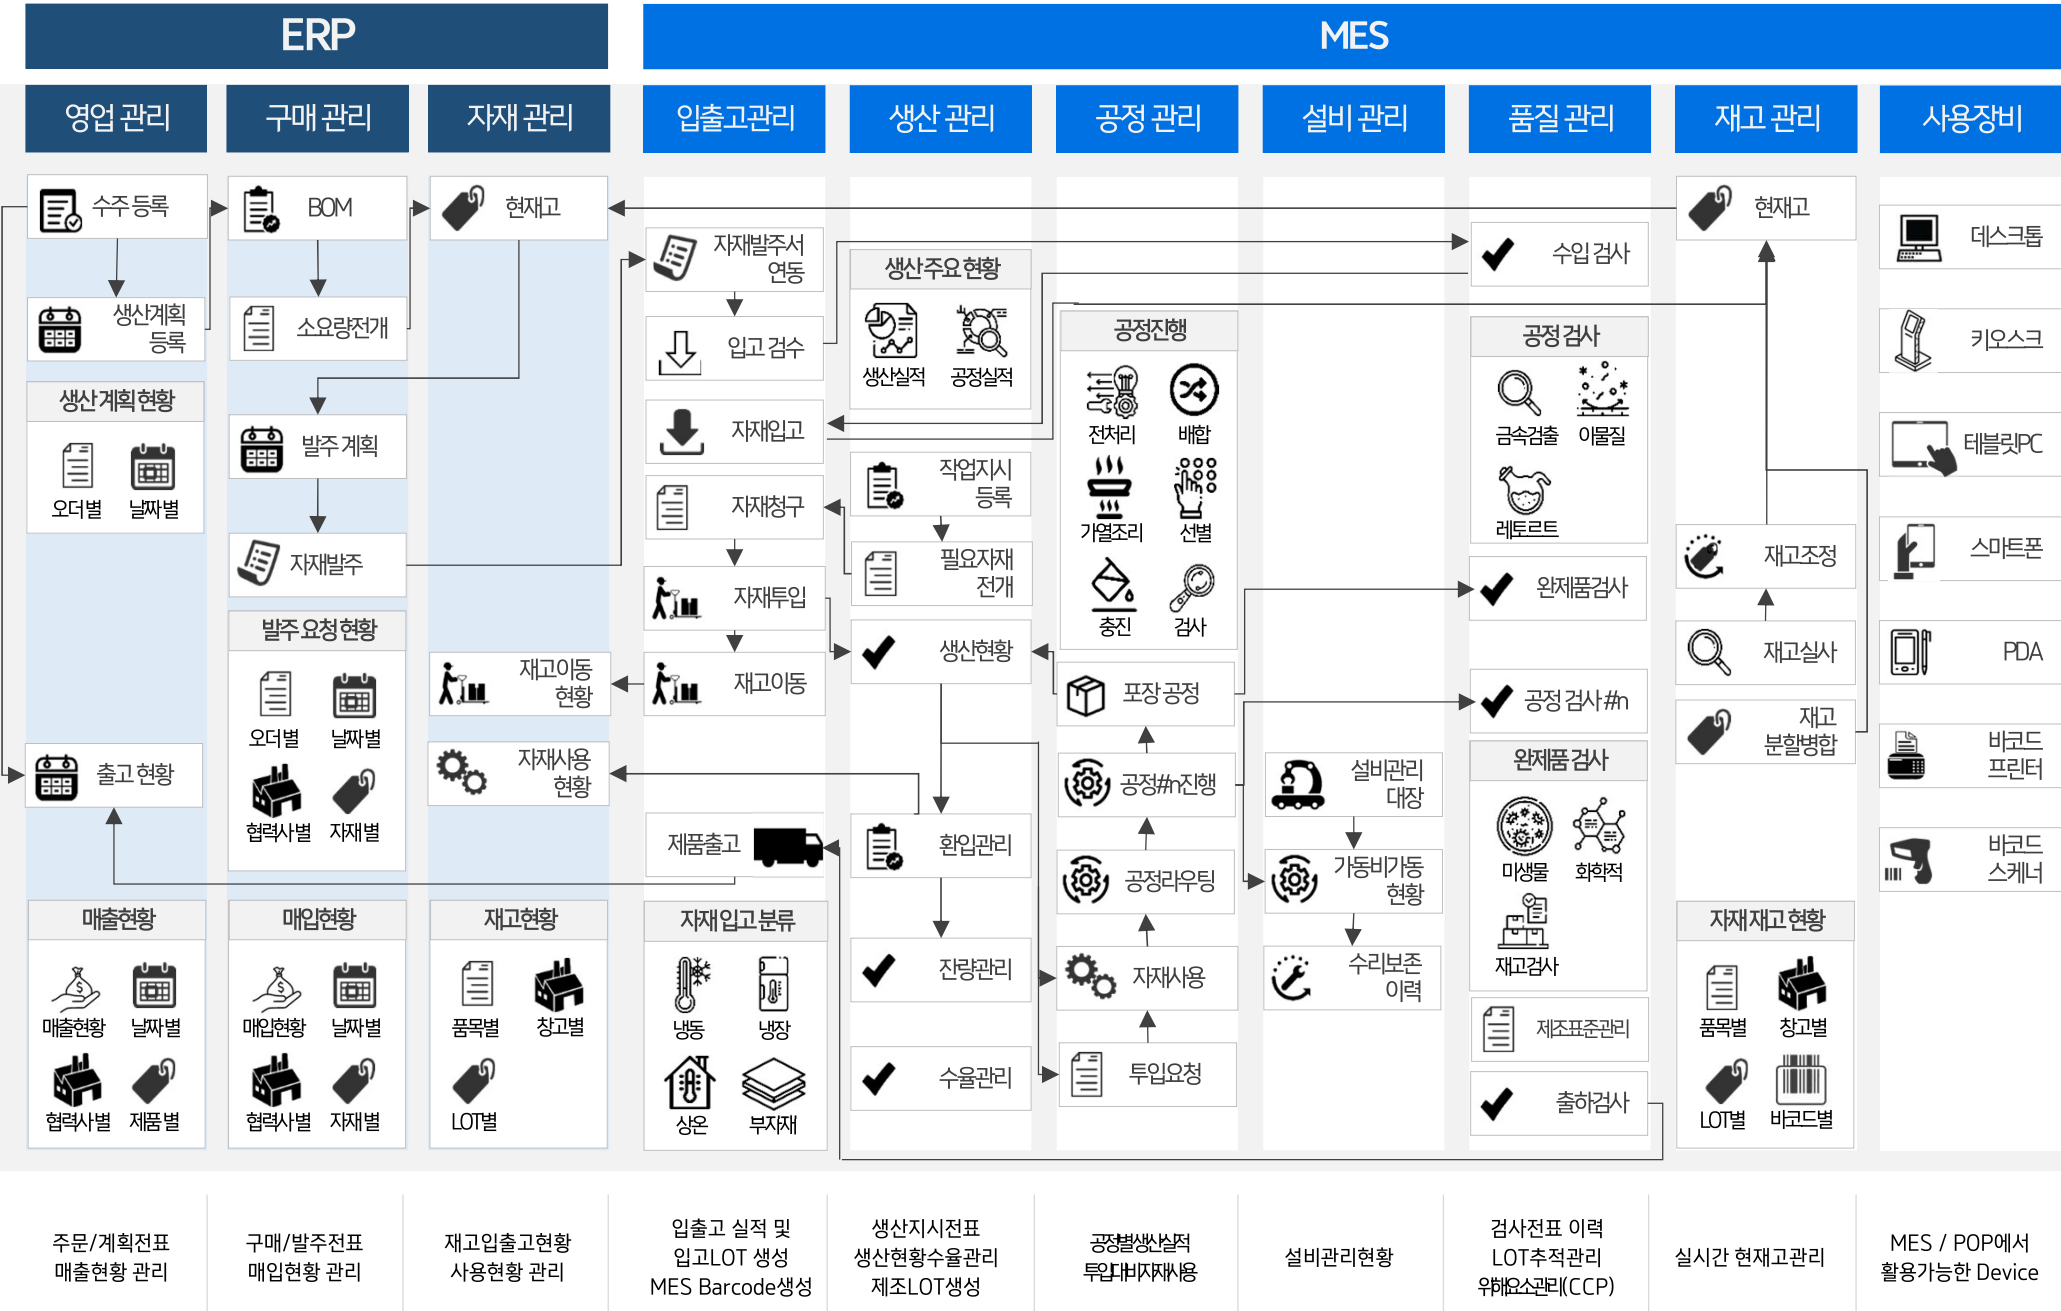 ERP
MES
영업 관리
구매 관리
자재 관리
입출고관리
생산 관리
공정 관리
설비 관리
품질 관리
재고 관리
사용장비
수주 등록
생산계획
등록
생산 계획 현황
오더별
날짜별
출고 현황
매출현황
매출현황
날짜별
협력사별
제품별
BOM
소요량전개
발주 계획
자재발주
발주 요청 현황
오더별
날짜별
협력사별
자재별
매입현황
매입현황
날짜별
협력사별
자재별
현재고
재고이동
현황
자재사용
현황
재고현황
품목별
창고별
LOT별
자재발주서
연동
입고 검수
자재입고
자재청구
자재투입
재고이동
제품출고
자재 입고 분류
냉동
냉장
상온
부자재
생산 주요 현황
생산실적
공정실적
작업지시
등록
필요자재
전개
생산현황
환입관리
잔량관리
수율관리
공정진행
전처리
배합
가열조리
선별
충진
검사
포장 공정
공정#n진행
공정라우팅
자재사용
투입요청
설비관리
대장
가동비가동
현황
수리보존
이력
수입 검사
공정 검사
금속검출
이물질
레토르트
완제품검사
공정 검사 #n
완제품 검사
미생물
화학적
재고검사
제조표준관리
출하검사
현재고
재고조정
재고실사
재고
분할병합
자재 재고 현황
품목별
창고별
LOT별
바코드별
데스크톱
키오스크
테블릿PC
스마트폰
PDA
바코드
프린터
바코드
스케너
주문/계획전표
매출현황 관리
구매/발주전표
매입현황 관리
재고입출고현황
사용현황 관리
입출고 실적 및
입고LOT 생성
MES Barcode생성
생산지시전표
생산현황수율관리
제조LOT생성
공정별생산실적
투입대비자재사용
설비관리현황
검사전표 이력
LOT추적관리
위해요소관리(CCP)
실시간 현재고관리
MES / POP에서
활용가능한 Device